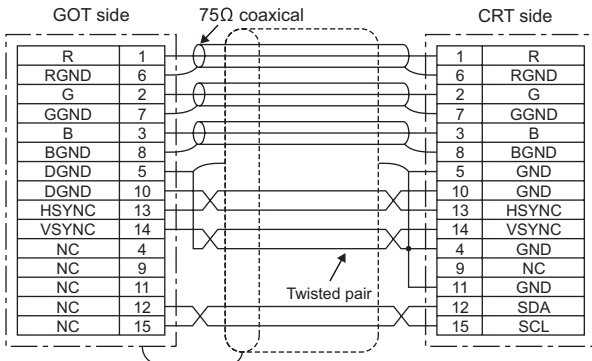 GOT side 75Ω coaxical CRT side
R 1 1 R
RGND 6 6 RGND
G 2 2 G
GGND 7 7 GGND
B 3 3 B
BGND 8 8 BGND
DGND 5 5 GND
DGND 10 10 GND
HSYNC 13 13 HSYNC
VSYNC 14 14 VSYNC
NC 4 4 GND
NC 9 9 NC
NC 11 11 GND
Twisted pair
NC 12 12 SDA
NC 15 15 SCL